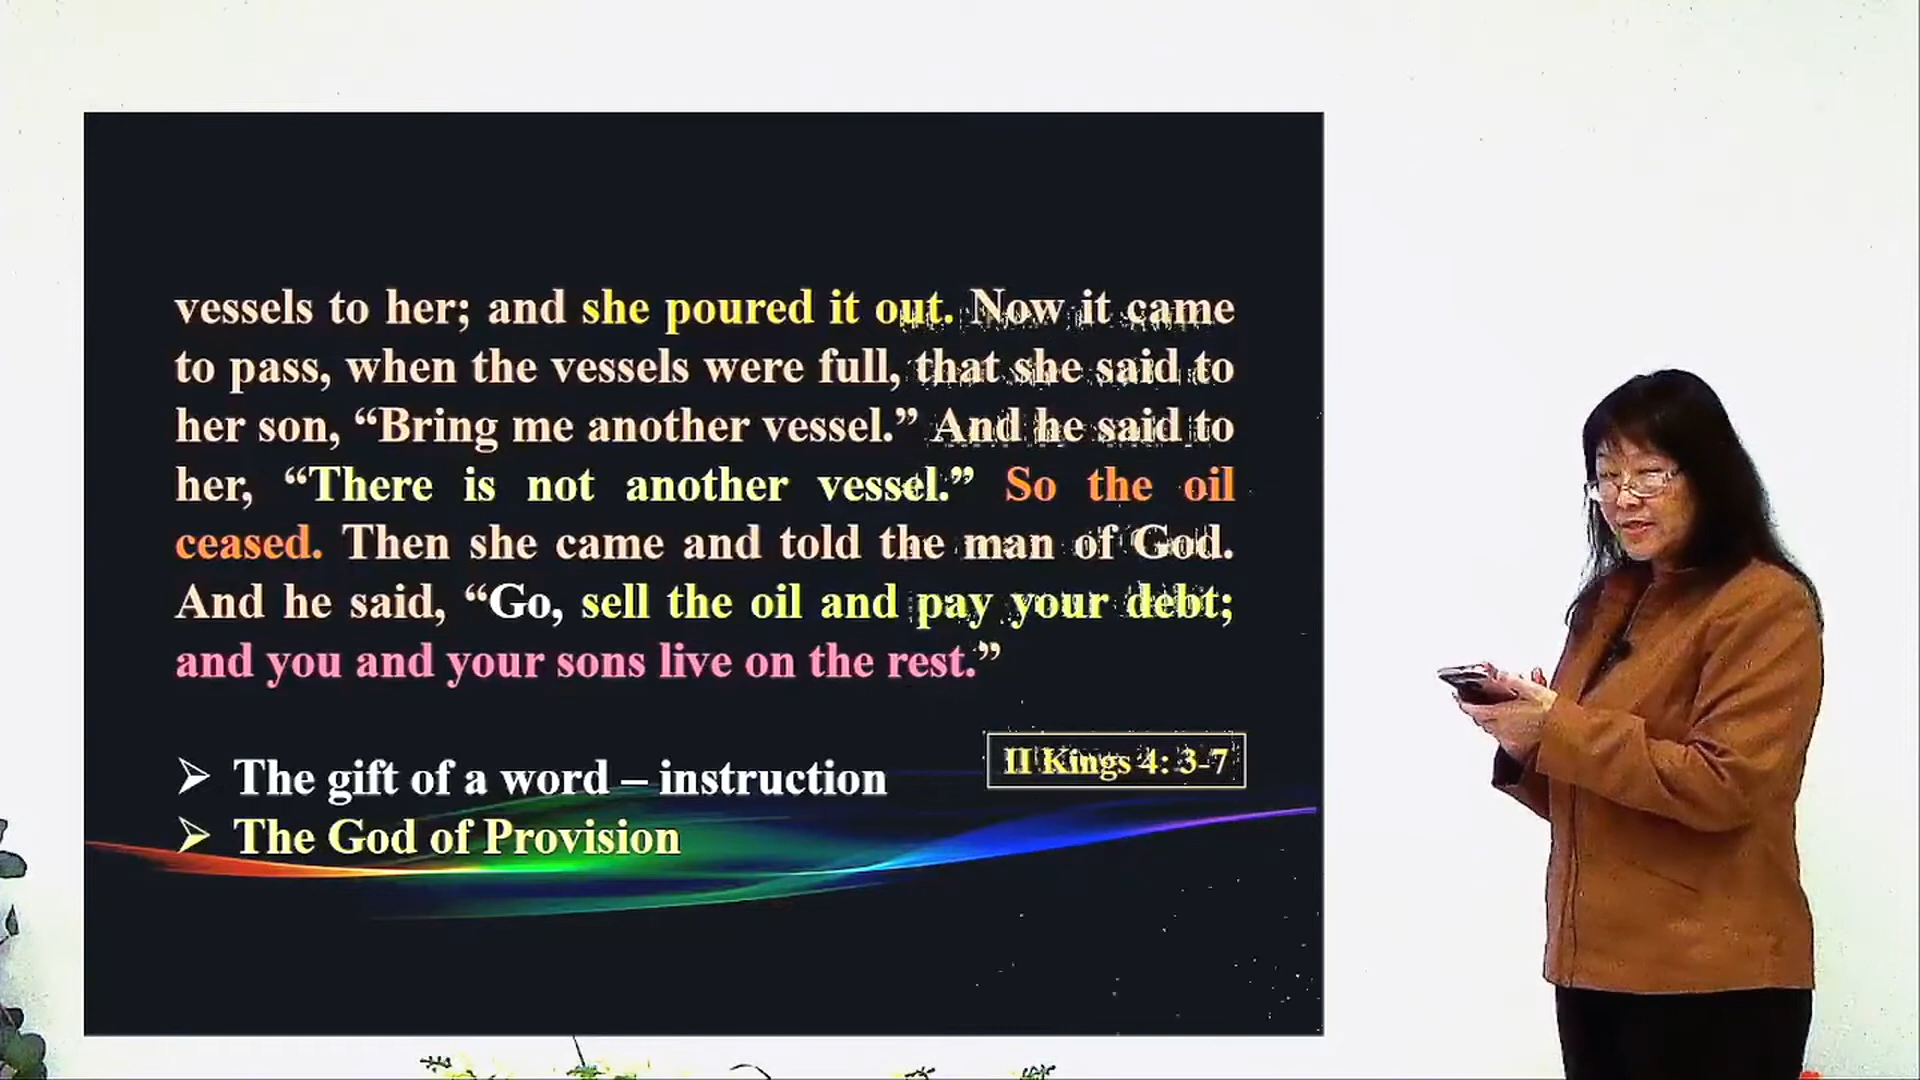 vessels to her; and she poured it out. Now it came
to pass, when the vessels were full, that she said to
her son, “Bring me another vessel.” And he said to
her, “There is not another vessel.” So the oil
ceased. Then she came and told the man of God.
And he said, “Go, sell the oil and pay your debt;
and you and your sons live on the rest.”
II Kings 4: 3-7
➢ The gift of a word – instruction
➢ The God of Provision